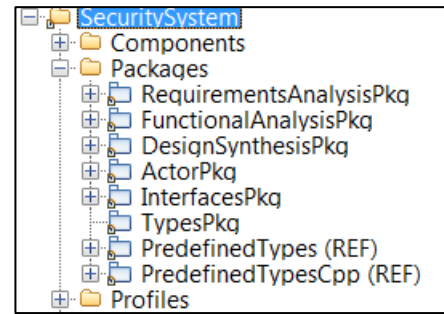 SecuritySystem
Components
Packages
RequirementsAnalysisPkg
FunctionalAnalysisPkg
DesignSynthesisPkg
ActorPkg
InterfacesPkg
TypesPkg
PredefinedTypes (REF)
PredefinedTypesCpp (REF)
Profiles